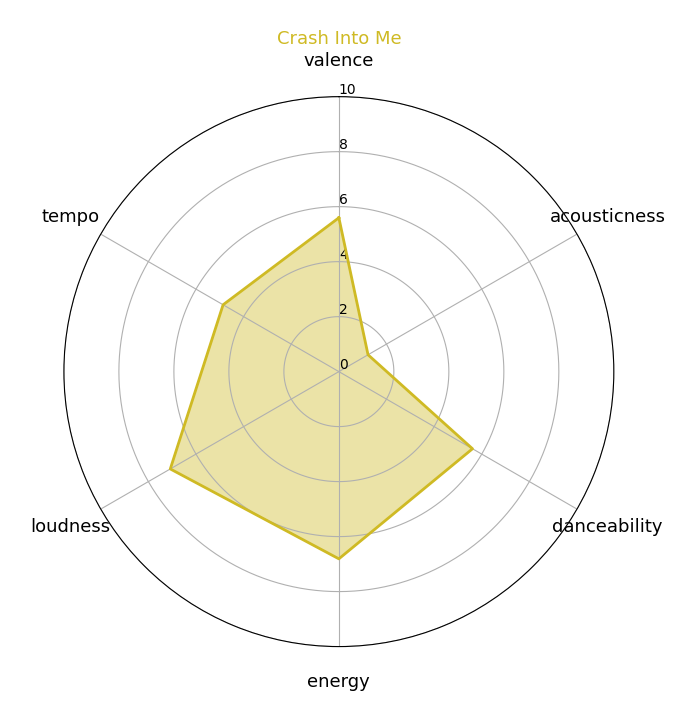 Crash Into Me
valence
10
8
6
4
2
0
tempo
acousticness
loudness
danceability
energy